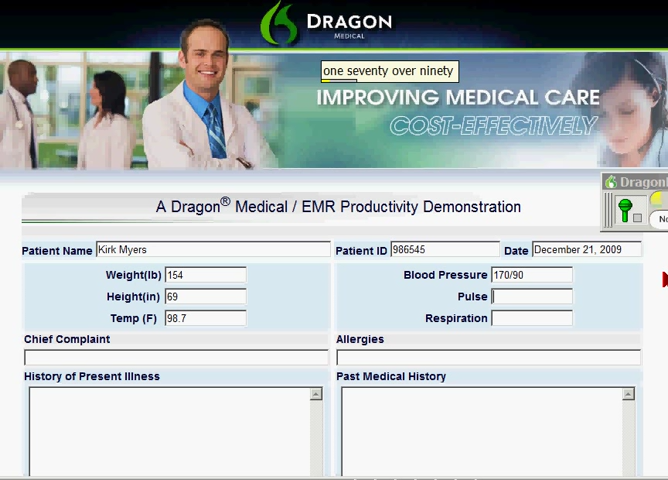 DRAGON
MEDICAL
one seventy over ninety
IMPROVING MEDICAL CARE
COST-EFFECTIVELY
Dragon
A Dragon® Medical / EMR Productivity Demonstration
Patient Name Kirk Myers Patient ID 986545 Date December 21, 2009
Weight(lb) 154 Blood Pressure 170/90
Height(in) 69 Pulse
Temp (F) 98.7 Respiration
Chief Complaint Allergies
History of Present Illness Past Medical History